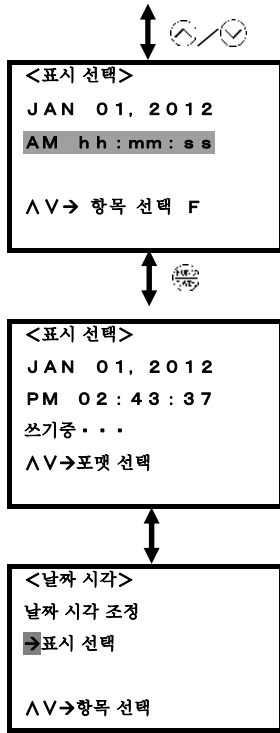 <표시 선택>
JAN 01, 2012
AM hh:mm:ss
∧∨→ 항목 선택 F
<표시 선택>
JAN 01, 2012
PM 02:43:37
쓰기중・・・
∧∨→포맷 선택
<날짜 시각>
날짜 시각 조정
→표시 선택
∧∨→항목 선택